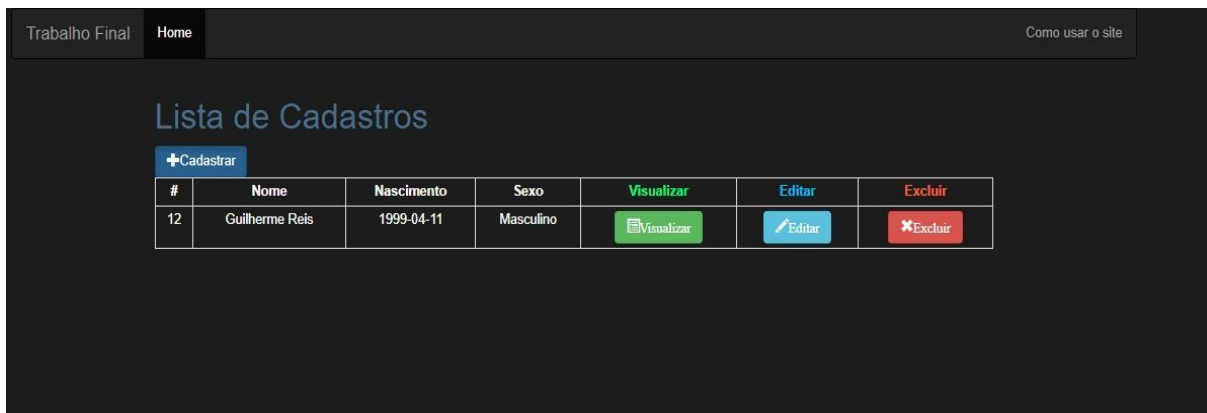 Trabalho Final Home Como usar o site
Lista de Cadastros
Cadastrar
# Nome Nascimento Sexo Visualizar Editar Excluir
12 Guilherme Reis 1999-04-11 Masculino Visualizar Editar Excluir